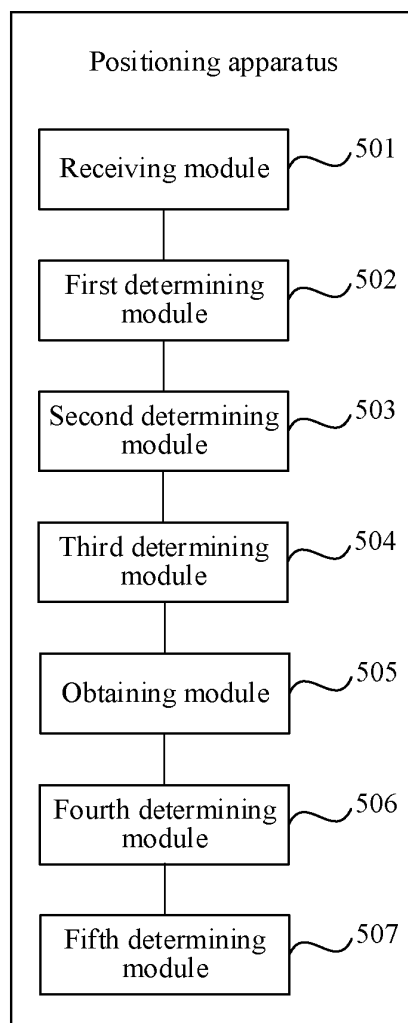 Positioning apparatus
Receiving module
501
First determining
module
502
Second determining
module
503
Third determining
module
504
Obtaining module
505
Fourth determining
module
506
Fifth determining
module
507